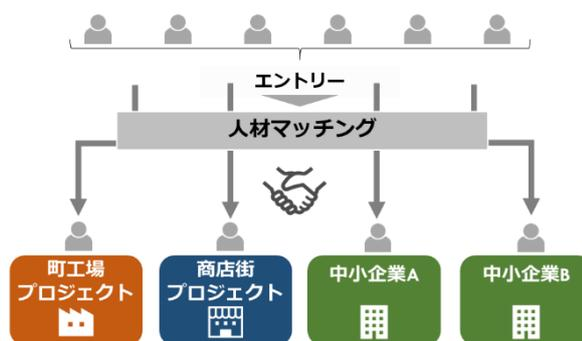 エントリー
人材マッチング
町工場
プロジェクト
商店街
プロジェクト
中小企業A
中小企業B